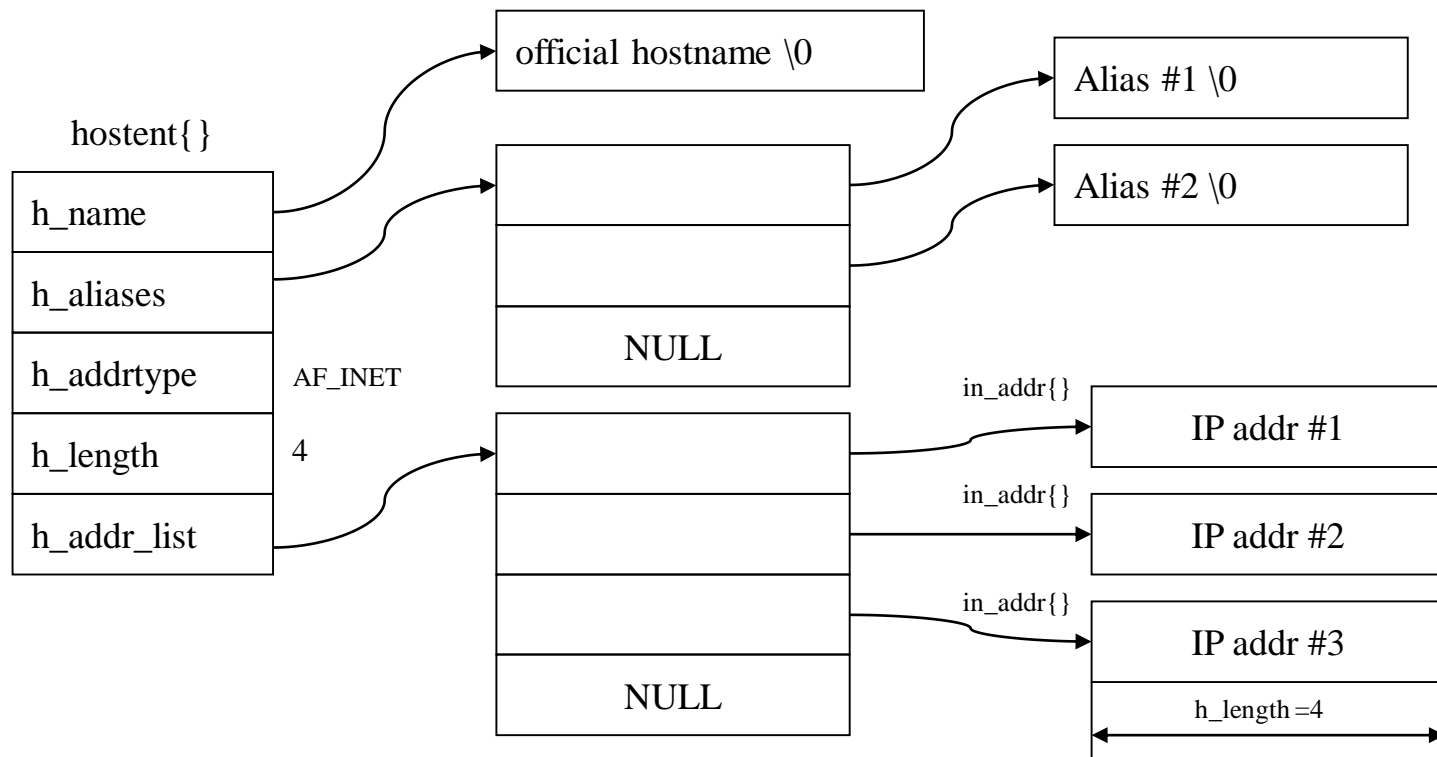 official hostname \0
Alias #1 \0
hostent{}
Alias #2 \0
h_name
h_aliases
NULL
h_addrtype
AF_INET
in_addr{}
IP addr #1
h_length
4
in_addr{}
h_addr_list
IP addr #2
in_addr{}
IP addr #3
NULL
h_length=4